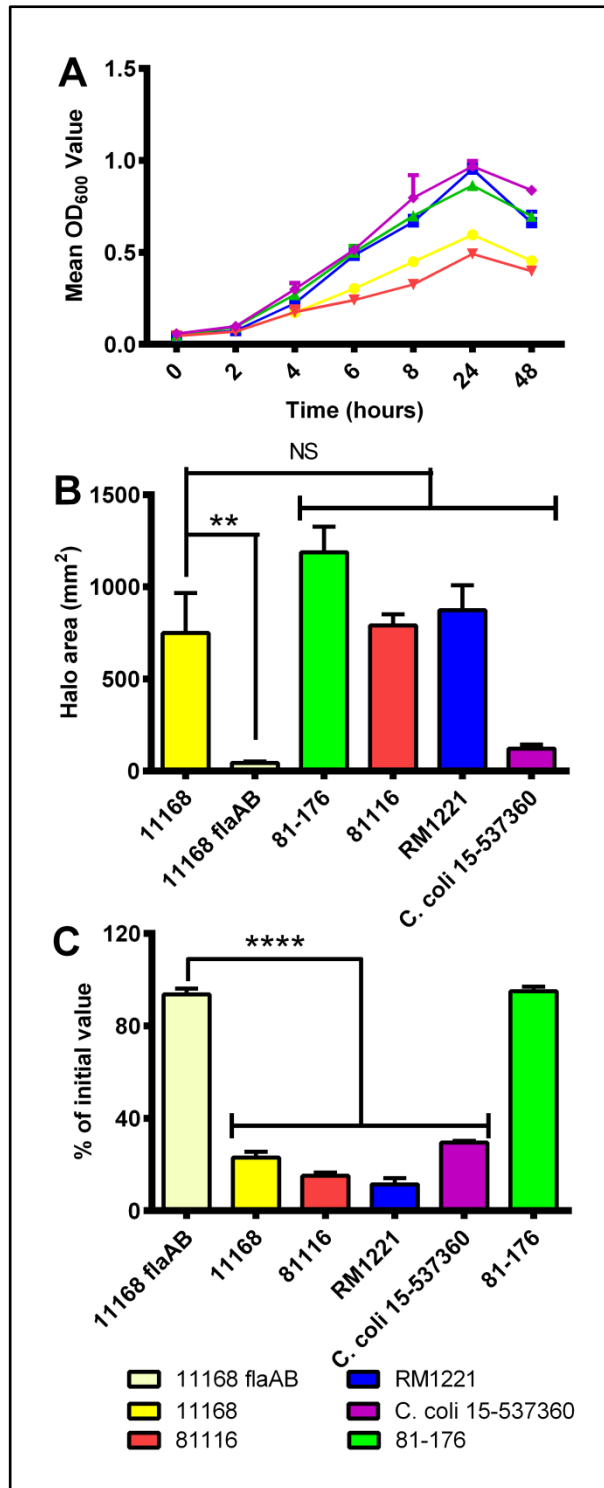 A
Mean OD600 Value
1.5
1.0
0.5
0.0
0
2
4
6
8
24
48
Time (hours)
B
NS
**
Halo area (mm²)
1500
1000
500
0
11168
11168 flaAB
81-176
81116
RM1221
C. coli 15-537360
C
****
% of initial value
120
80
40
0
11168 flaAB
11168
81116
RM1221
C. coli 15-537360
81-176
11168 flaAB
11168
81116
RM1221
C. coli 15-537360
81-176